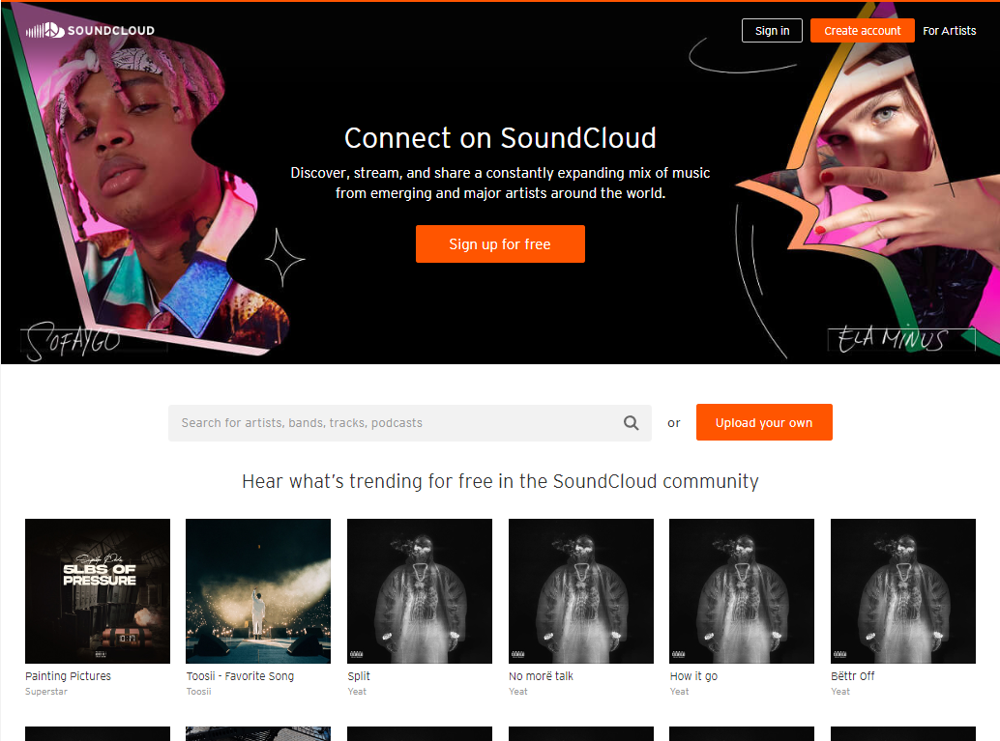 SOUNDCLOUD
Sign in
Create account
For Artists
Connect on SoundCloud
Discover, stream, and share a constantly expanding mix of music
from emerging and major artists around the world.
Sign up for free
SOFAYGO
ELA MINUS
Search for artists, bands, tracks, podcasts
or
Upload your own
Hear what’s trending for free in the SoundCloud community
5LBS OF
PRESSURE
0:17
Painting Pictures
Superstar
Toosii - Favorite Song
Toosii
Split
Yeat
No morë talk
Yeat
How it go
Yeat
Bëttr Off
Yeat